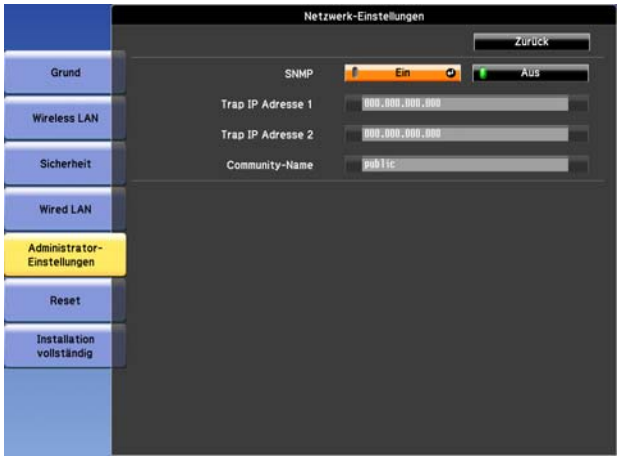 Netzwerk-Einstellungen
Zurück
Grund
Wireless LAN
Sicherheit
Wired LAN
Administrator-
Einstellungen
Reset
Installation
vollständig
SNMP Ein Aus
Trap IP Adresse 1 000.000.000.000
Trap IP Adresse 2 000.000.000.000
Community-Name public